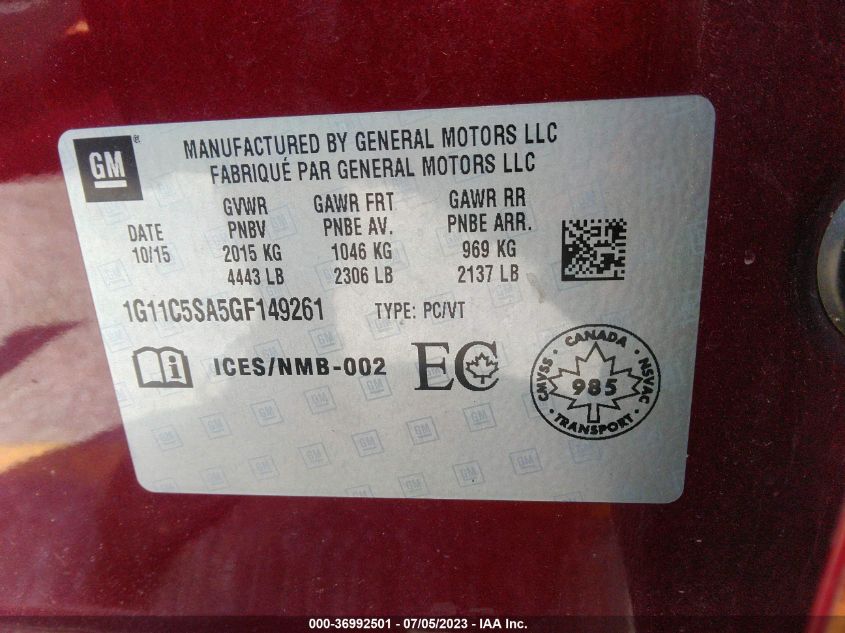 GM
MANUFACTURED BY GENERAL MOTORS LLC
FABRIQUÉ PAR GENERAL MOTORS LLC
GVWR GAWR FRT GAWR RR
DATE PNBV PNBE AV. PNBE ARR.
10/15 2015 KG 1046 KG 969 KG
4443 LB 2306 LB 2137 LB
1G11C5SA5GF149261 TYPE: PC/VT
i ICES/NMB-002 EC
CANADA
CMVSS 985 NSVAC
TRANSPORT
000-36992501 / 07/05/2023 - IAA Inc.